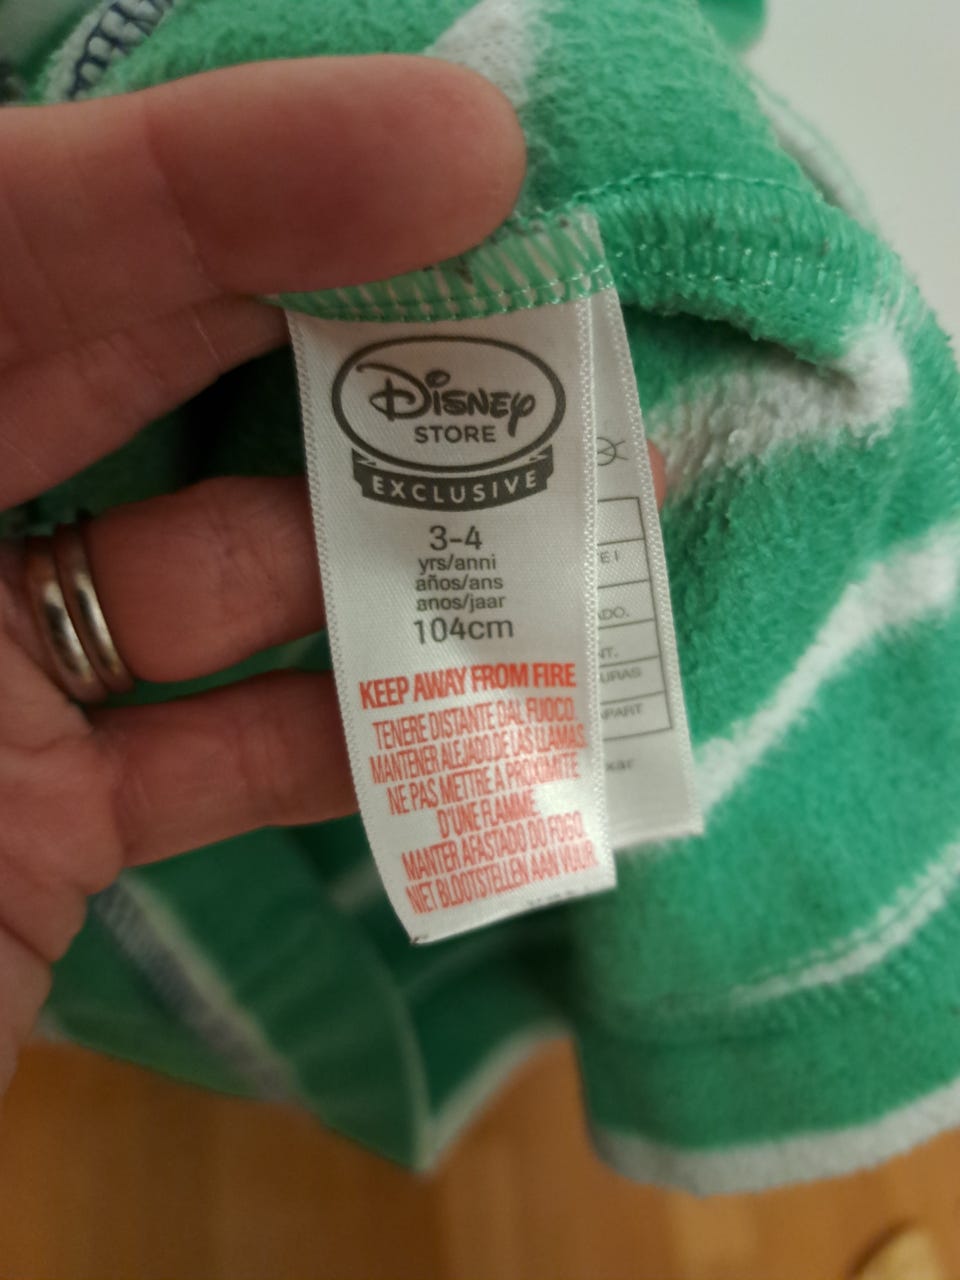 Disney
STORE
EXCLUSIVE
3-4
yrs/anni
años/ans
anos/jaar
104cm
KEEP AWAY FROM FIRE
TENERE DISTANTE DAL FUOCO.
MANTENER ALEJADO DE LAS LLAMAS
NE PAS METTRE A PROXIMITE
D'UNE FLAMME
MANTER AFASTADO DO FOGO.
NIET BLOOTSTELLEN AAN VUUR.